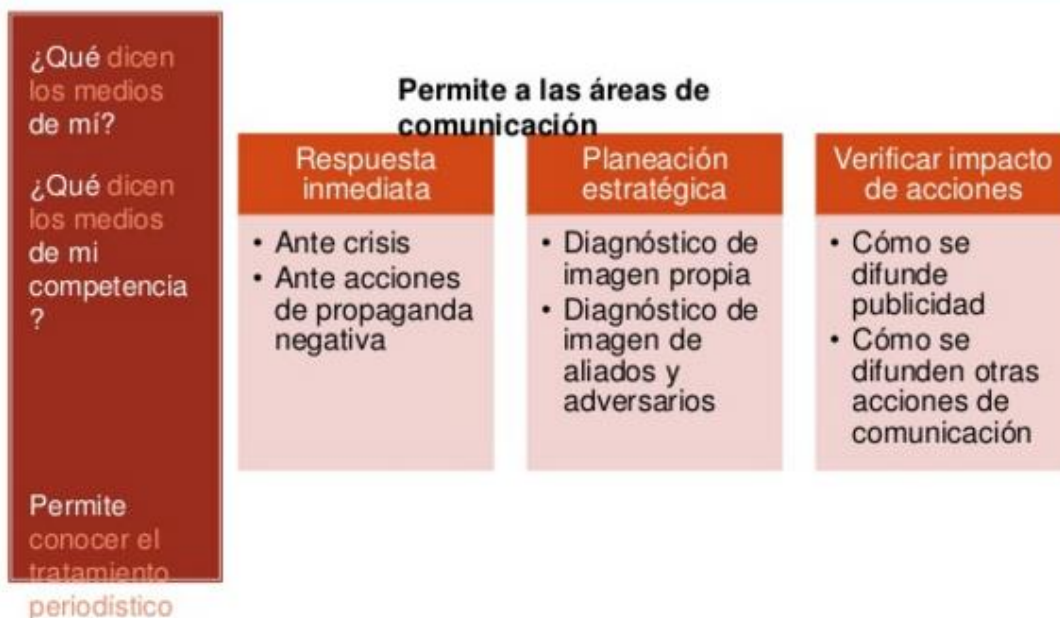 ¿Qué dicen
los medios
de mí?
¿Qué dicen
los medios
de mi
competencia
?
Permite
conocer el
tratamiento
periodístico
Permite a las áreas de
comunicación
Respuesta
inmediata
• Ante crisis
• Ante acciones
de propaganda
negativa
Planeación
estratégica
• Diagnóstico de
imagen propia
• Diagnóstico de
imagen de
aliados y
adversarios
Verificar impacto
de acciones
• Cómo se
difunde
publicidad
• Cómo se
difunden otras
acciones de
comunicación